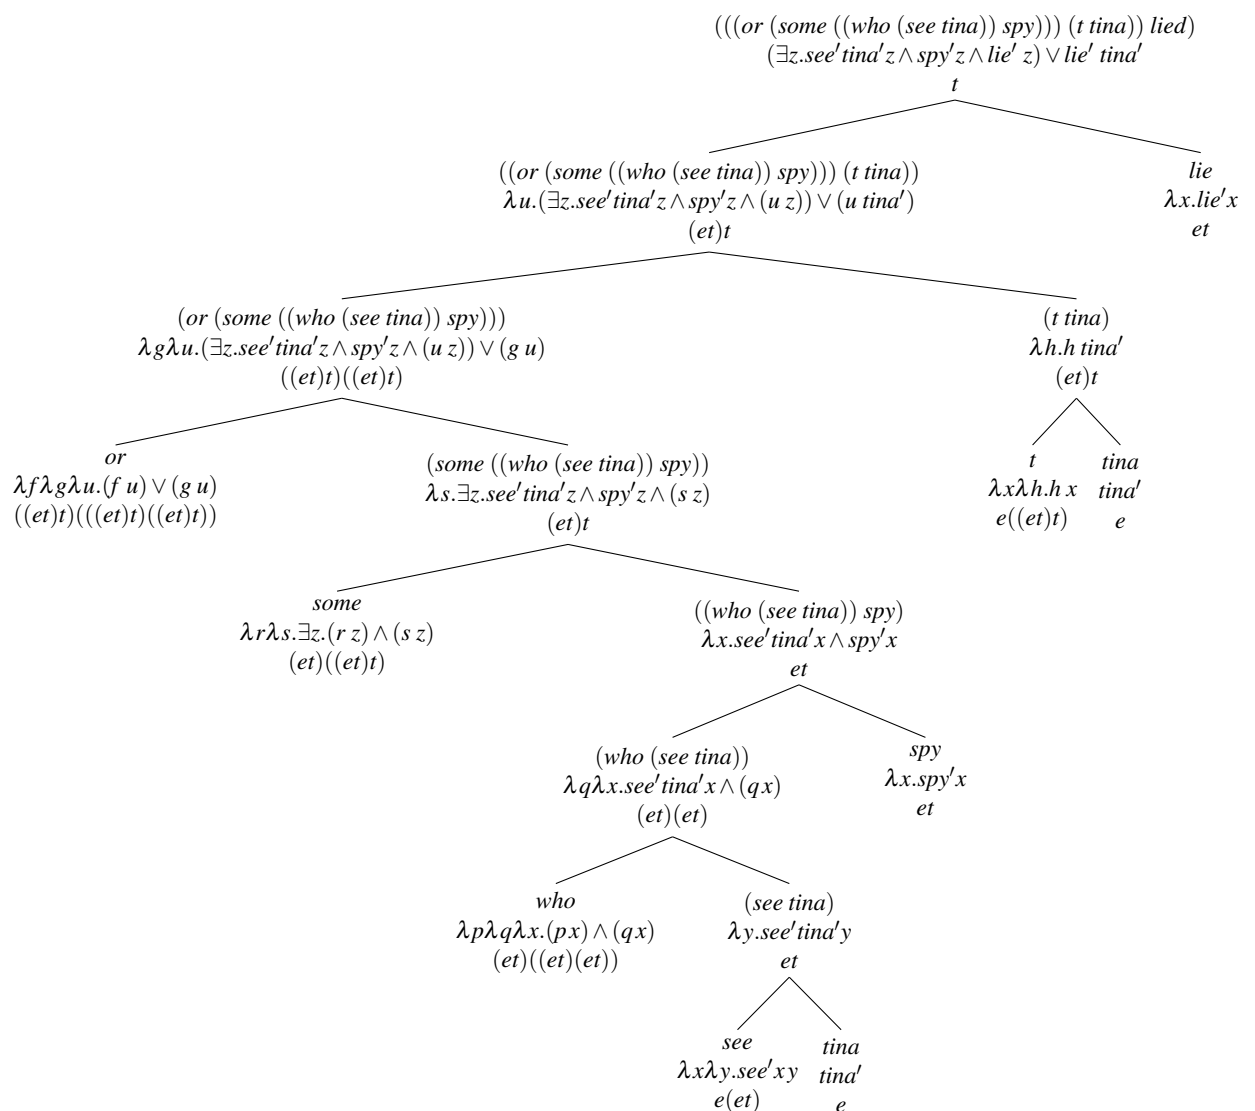 (((or (some ((who (see tina)) spy))) (t tina)) lied)
(∃z.see′tina′z ∧ spy′z ∧ lie′ z) ∨ lie′ tina′
t
((or (some ((who (see tina)) spy))) (t tina))
λu.(∃z.see′tina′z ∧ spy′z ∧ (u z)) ∨ (u tina′)
(et)t
lie
λx.lie′x
et
(or (some ((who (see tina)) spy)))
λgλu.(∃z.see′tina′z ∧ spy′z ∧ (u z)) ∨ (g u)
((et)t)((et)t)
(t tina)
λh.h tina′
(et)t
or
λfλgλu.(f u) ∨ (g u)
((et)t)(((et)t)((et)t))
(some ((who (see tina)) spy))
λs.∃z.see′tina′z ∧ spy′z ∧ (s z)
(et)t
t
λxλh.h x
e((et)t)
tina
tina′
e
some
λrλs.∃z.(r z) ∧ (s z)
(et)((et)t)
((who (see tina)) spy)
λx.see′tina′x ∧ spy′x
et
(who (see tina))
λqλx.see′tina′x ∧ (qx)
(et)(et)
spy
λx.spy′x
et
who
λpλqλx.(px) ∧ (qx)
(et)((et)(et))
(see tina)
λy.see′tina′y
et
see
λxλy.see′xy
e(et)
tina
tina′
e